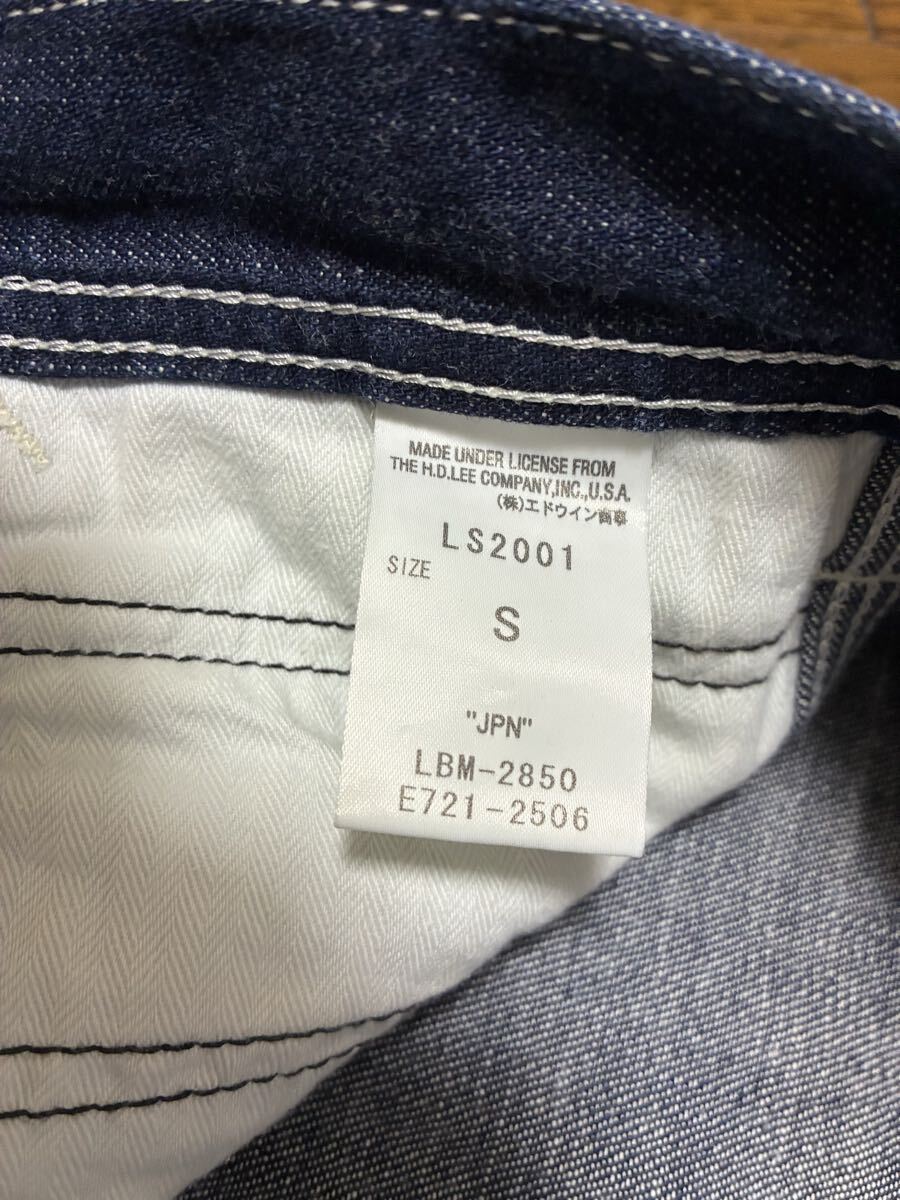 MADE UNDER LICENSE FROM
THE H.D.LEE COMPANY,INC.,U.S.A.
(株)エドウイン商事
LS2001
SIZE
S
"JPN"
LBM-2850
E721-2506